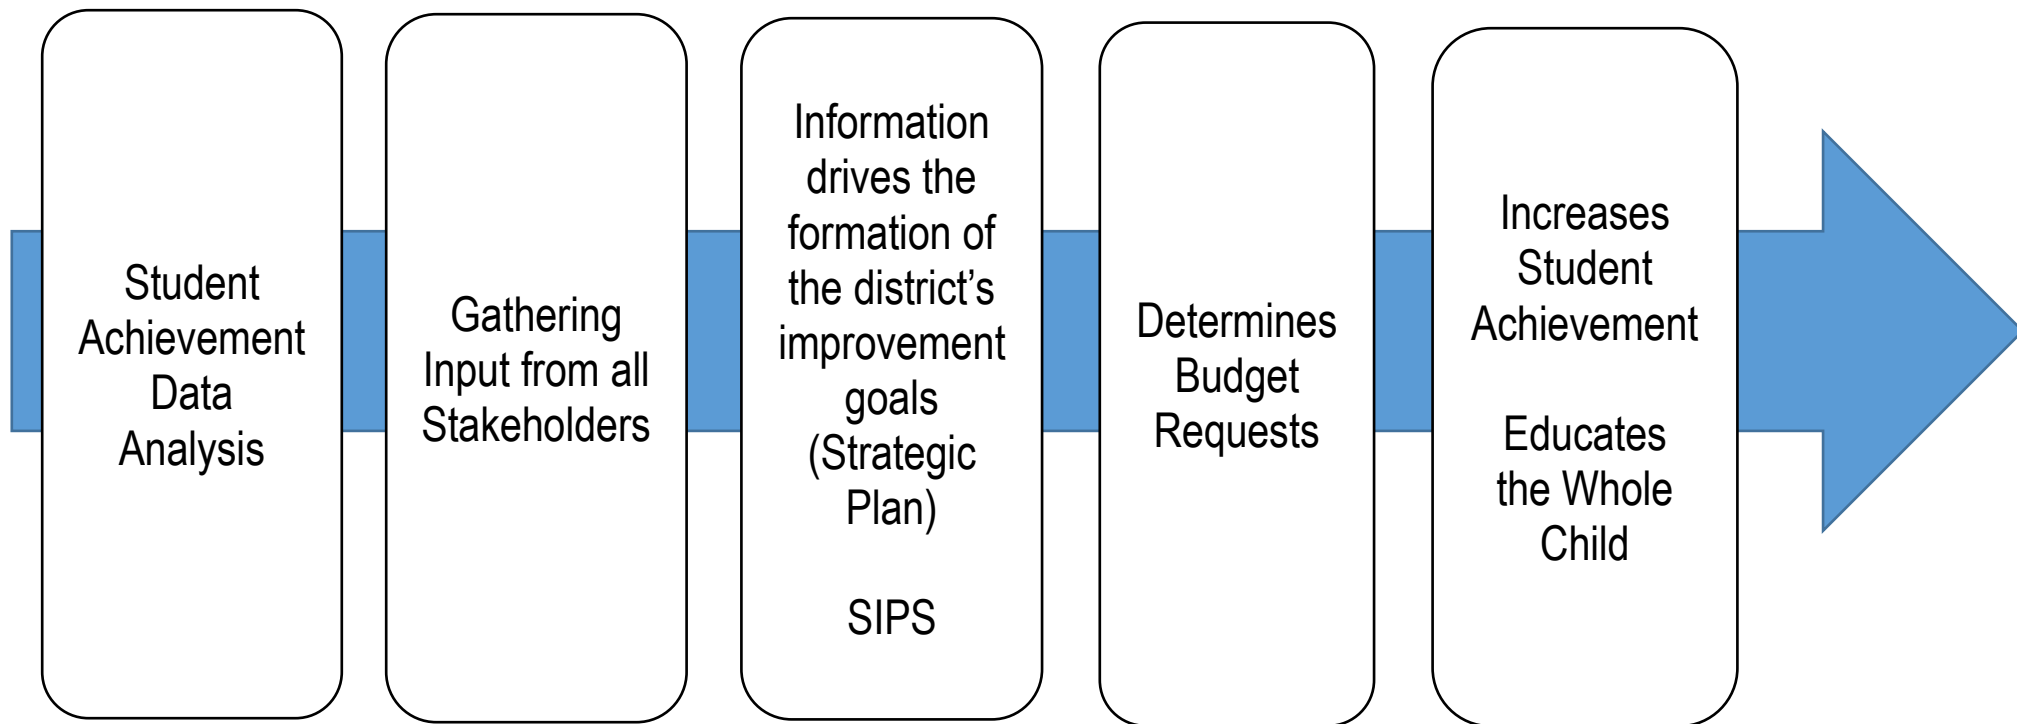 Student
Achievement
Data
Analysis
Gathering
Input from all
Stakeholders
Information
drives the
formation of
the district’s
improvement
goals
(Strategic
Plan)
SIPS
Determines
Budget
Requests
Increases
Student
Achievement
Educates
the Whole
Child